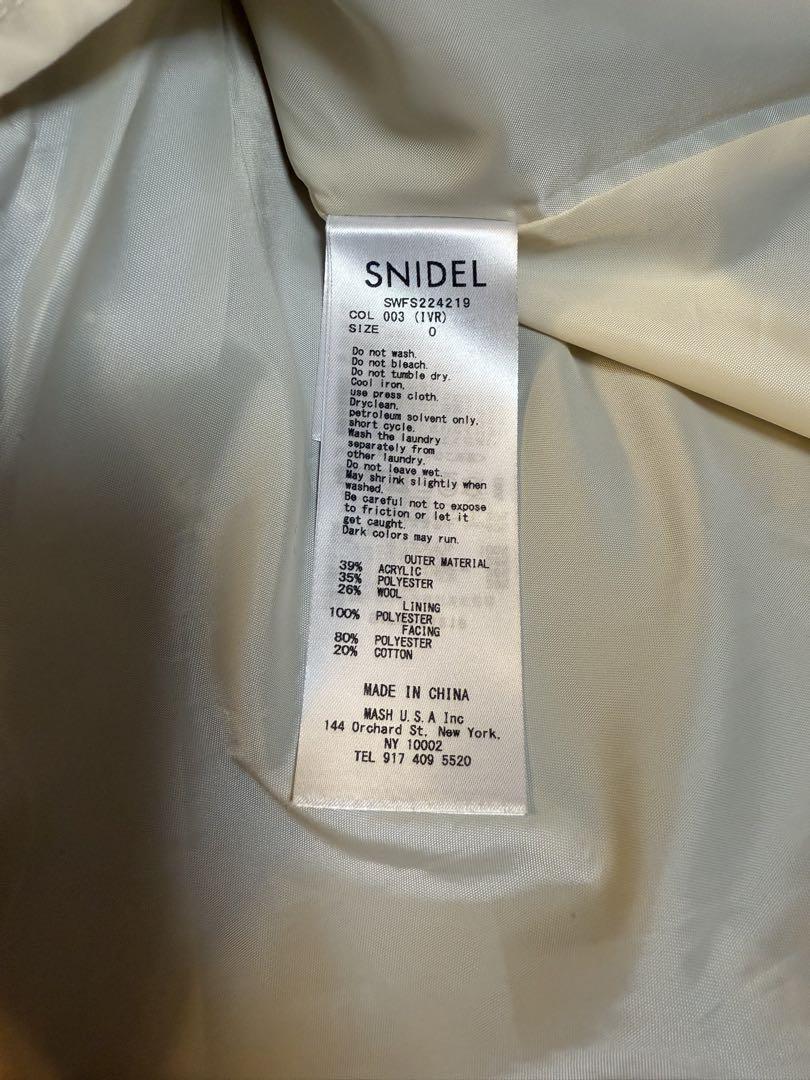 SNIDEL
SWFS224219
COL 003 (IVR)
SIZE 0
Do not wash.
Do not bleach.
Do not tumble dry.
Cool iron.
use press cloth.
Dryclean.
petroleum solvent only.
short cycle.
Wash the laundry
separately from
other laundry.
Do not leave wet.
May shrink slightly when
washed.
Be careful not to expose
to friction or let it
get caught.
Dark colors may run.
OUTER MATERIAL
39% ACRYLIC
35% POLYESTER
26% WOOL
LINING
100% POLYESTER
FACING
80% POLYESTER
20% COTTON
MADE IN CHINA
MASH U.S.A Inc
144 Orchard St. New York.
NY 10002
TEL 917 409 5520